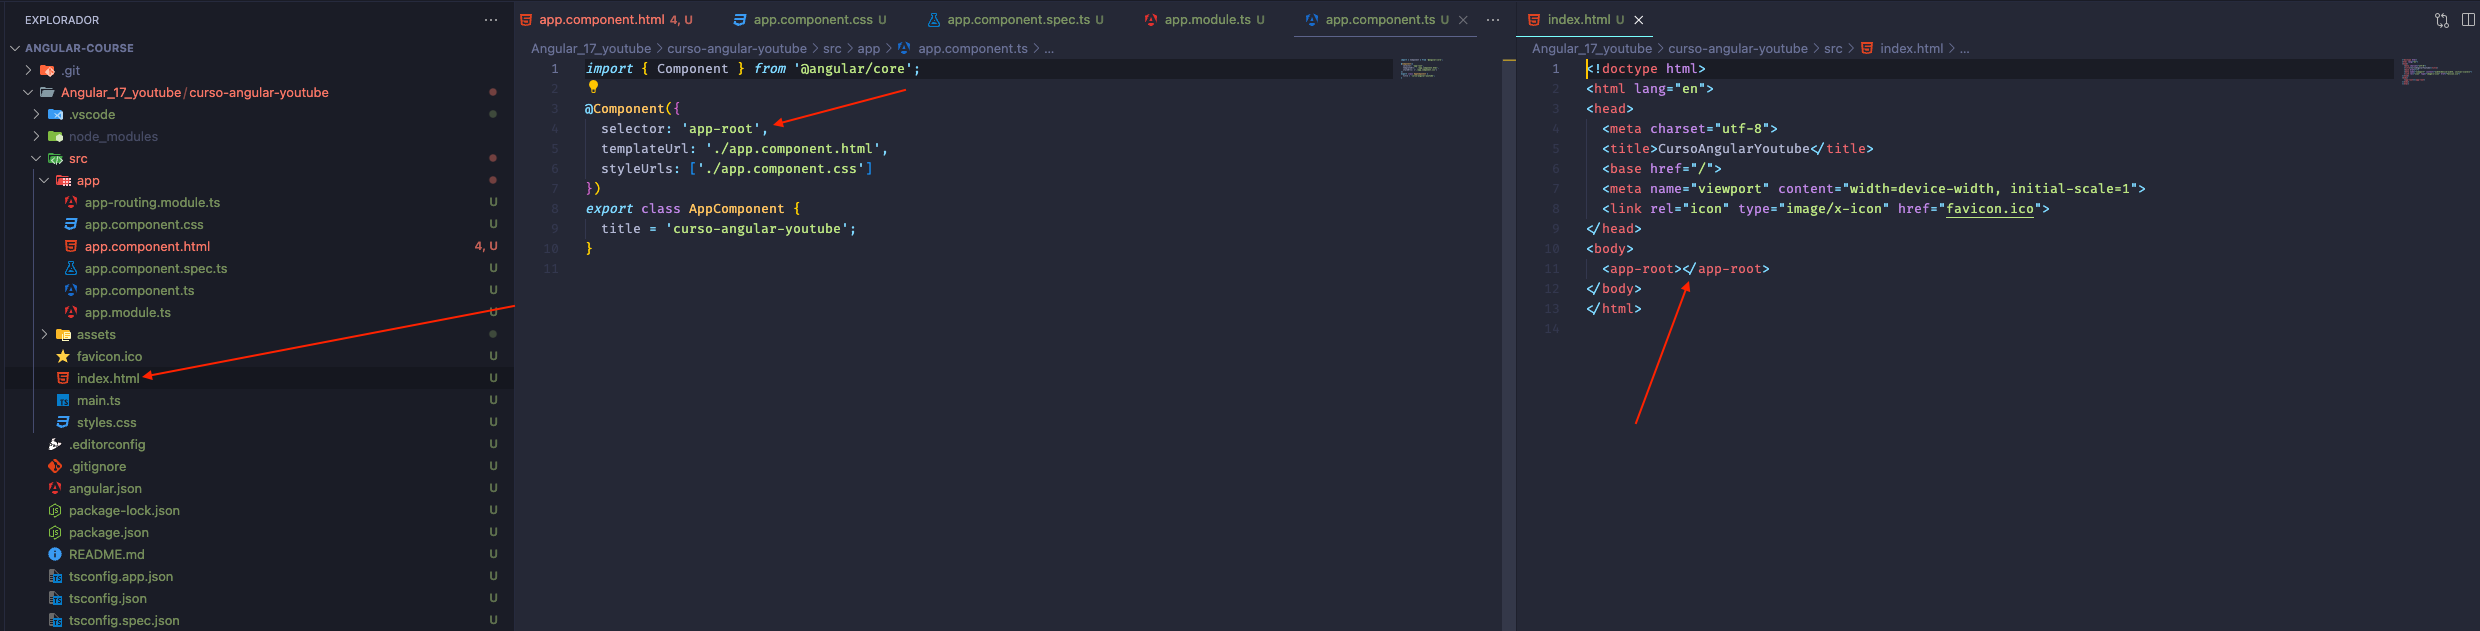 EXPLORADOR ···
ANGULAR-COURSE
.git
Angular_17_youtube/curso-angular-youtube
.vscode
node_modules
src
app
app-routing.module.ts U
app.component.css U
app.component.html 4, U
app.component.spec.ts U
app.component.ts U
app.module.ts U
assets
favicon.ico U
index.html U
main.ts U
styles.css U
.editorconfig U
.gitignore U
angular.json U
package-lock.json U
package.json U
README.md U
tsconfig.app.json U
tsconfig.json U
tsconfig.spec.json U
app.component.html 4, U app.component.css U app.component.spec.ts U app.module.ts U app.component.ts U ···
Angular_17_youtube > curso-angular-youtube > src > app > app.component.ts > ...
1 import { Component } from '@angular/core';
2
3 @Component({
4 selector: 'app-root',
5 templateUrl: './app.component.html',
6 styleUrls: ['./app.component.css']
7 })
8 export class AppComponent {
9 title = 'curso-angular-youtube';
10 }
11
index.html U
Angular_17_youtube > curso-angular-youtube > src > index.html > ...
1 <!doctype html>
2 <html lang="en">
3 <head>
4 <meta charset="utf-8">
5 <title>CursoAngularYoutube</title>
6 <base href="/">
7 <meta name="viewport" content="width=device-width, initial-scale=1">
8 <link rel="icon" type="image/x-icon" href="favicon.ico">
9 </head>
10 <body>
11 <app-root></app-root>
12 </body>
13 </html>
14